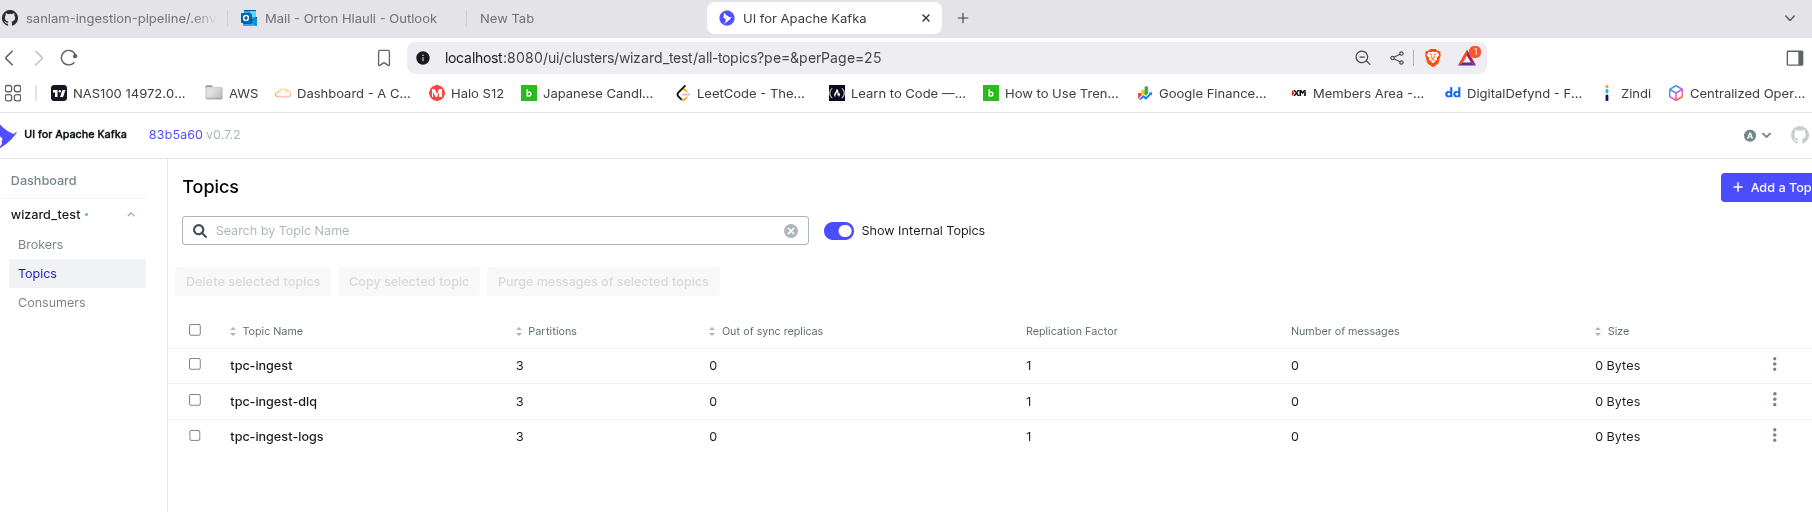 sanlam-ingestion-pipeline/.env
Mail - Orton Hlauli - Outlook
New Tab
UI for Apache Kafka
localhost:8080/ui/clusters/wizard_test/all-topics?pe=&perPage=25
1
NAS100 14972.0...
AWS
Dashboard - A C...
Halo S12
Japanese Candl...
LeetCode - The...
Learn to Code —...
How to Use Tren...
Google Finance...
Members Area -...
DigitalDefynd - F...
Zindi
Centralized Oper...
UI for Apache Kafka 83b5a60 v0.7.2
A
Dashboard
wizard_test
Brokers
Topics
Consumers
Topics
+ Add a Top
Search by Topic Name
Show Internal Topics
Delete selected topics
Copy selected topic
Purge messages of selected topics
Topic Name Partitions Out of sync replicas Replication Factor Number of messages Size
tpc-ingest 3 0 1 0 0 Bytes
tpc-ingest-dlq 3 0 1 0 0 Bytes
tpc-ingest-logs 3 0 1 0 0 Bytes